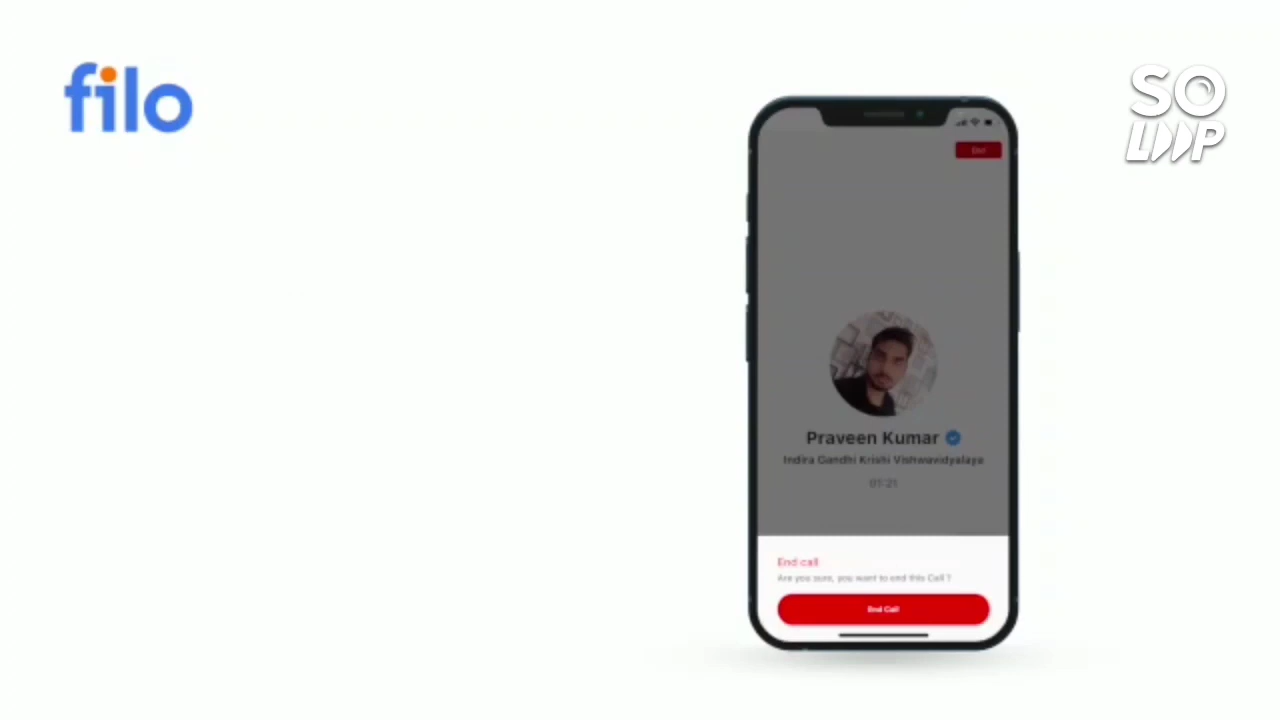 filo
SO
LOOP
End
Praveen Kumar
Indira Gandhi Krishi Vishwavidyalaya
01:21
End call
Are you sure, you want to end this Call ?
End Call